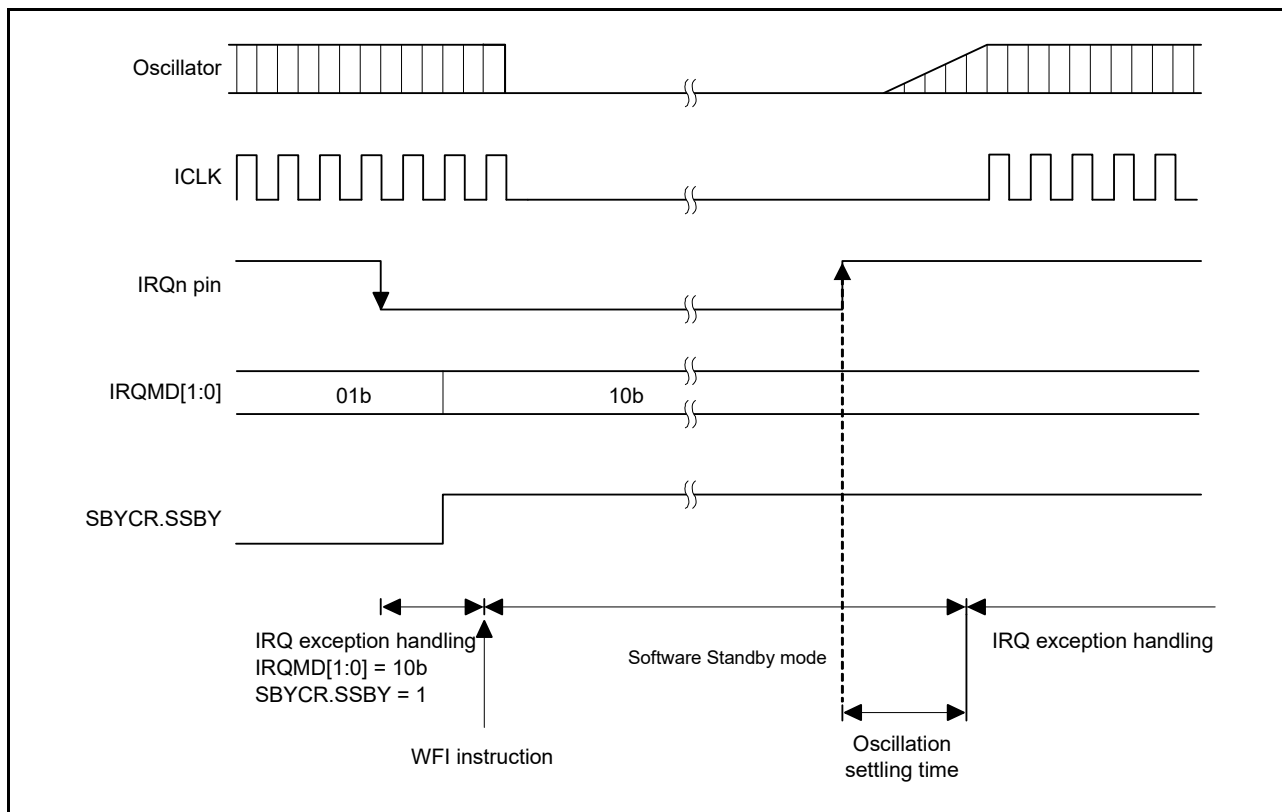 Oscillator
ICLK
IRQn pin
IRQMD[1:0]
01b
10b
SBYCR.SSBY
IRQ exception handling
IRQMD[1:0] = 10b
SBYCR.SSBY = 1
Software Standby mode
IRQ exception handling
WFI instruction
Oscillation
settling time